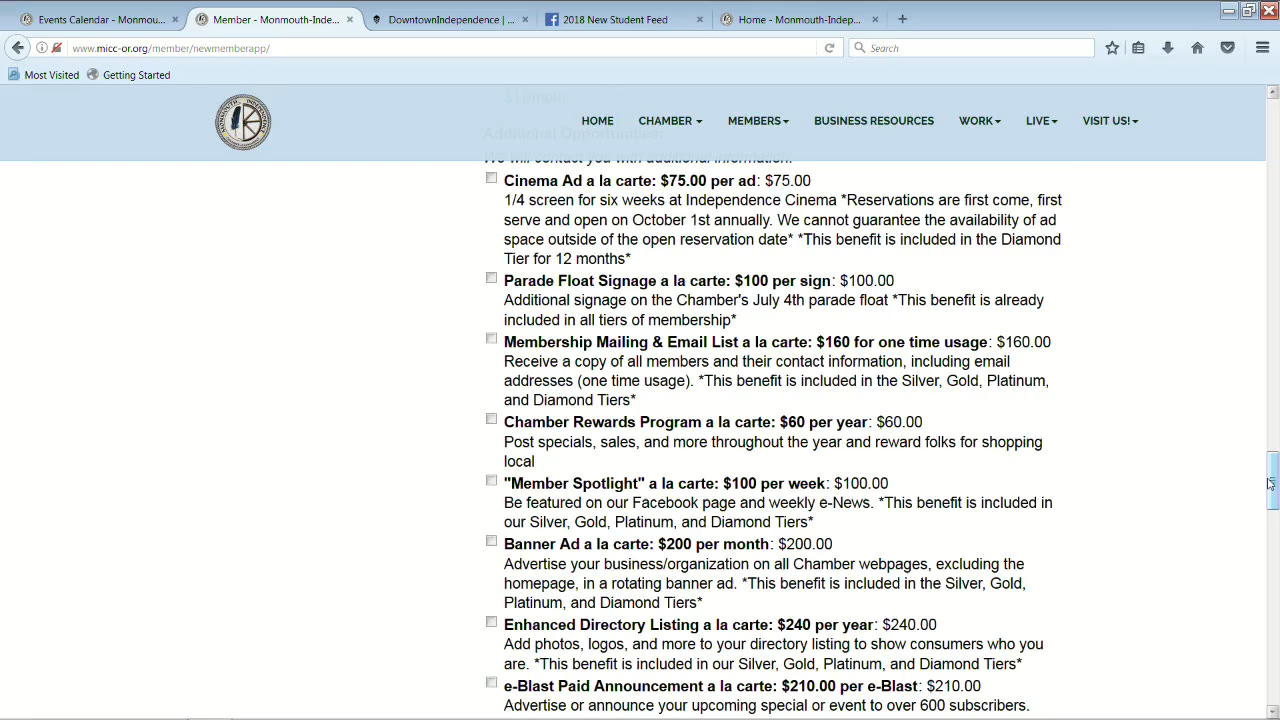 Events Calendar - Monmou...
Member - Monmouth-Inde...
DowntownIndependence | ...
2018 New Student Feed
Home - Monmouth-Indep...
www.micc-or.org/member/newmemberapp/
Search
Most Visited
Getting Started
HOME
CHAMBER
MEMBERS
BUSINESS RESOURCES
WORK
LIVE
VISIT US!
Additional Opportunities:
We will contact you with additional information.
Cinema Ad a la carte: $75.00 per ad: $75.00
1/4 screen for six weeks at Independence Cinema *Reservations are first come, first
serve and open on October 1st annually. We cannot guarantee the availability of ad
space outside of the open reservation date* *This benefit is included in the Diamond
Tier for 12 months*
Parade Float Signage a la carte: $100 per sign: $100.00
Additional signage on the Chamber's July 4th parade float *This benefit is already
included in all tiers of membership*
Membership Mailing & Email List a la carte: $160 for one time usage: $160.00
Receive a copy of all members and their contact information, including email
addresses (one time usage). *This benefit is included in the Silver, Gold, Platinum,
and Diamond Tiers*
Chamber Rewards Program a la carte: $60 per year: $60.00
Post specials, sales, and more throughout the year and reward folks for shopping
local
"Member Spotlight" a la carte: $100 per week: $100.00
Be featured on our Facebook page and weekly e-News. *This benefit is included in
our Silver, Gold, Platinum, and Diamond Tiers*
Banner Ad a la carte: $200 per month: $200.00
Advertise your business/organization on all Chamber webpages, excluding the
homepage, in a rotating banner ad. *This benefit is included in the Silver, Gold,
Platinum, and Diamond Tiers*
Enhanced Directory Listing a la carte: $240 per year: $240.00
Add photos, logos, and more to your directory listing to show consumers who you
are. *This benefit is included in our Silver, Gold, Platinum, and Diamond Tiers*
e-Blast Paid Announcement a la carte: $210.00 per e-Blast: $210.00
Advertise or announce your upcoming special or event to over 600 subscribers.